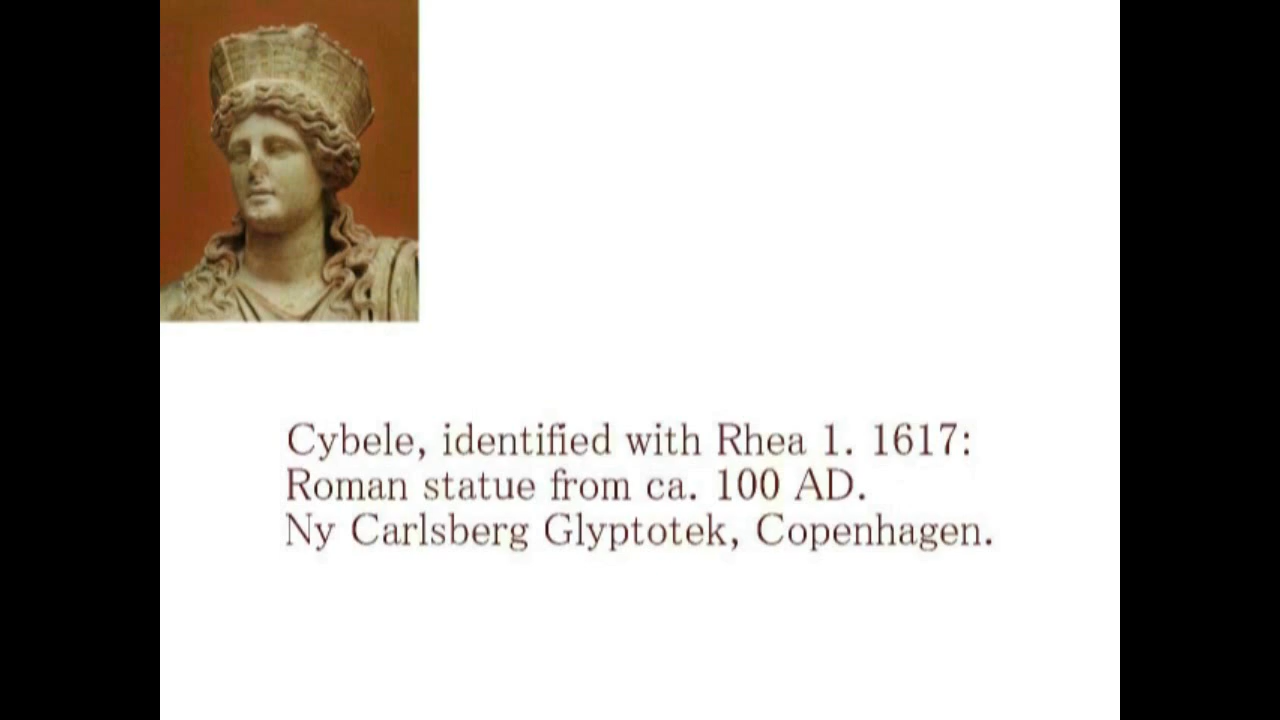 Cybele, identified with Rhea 1. 1617:
Roman statue from ca. 100 AD.
Ny Carlsberg Glyptotek, Copenhagen.